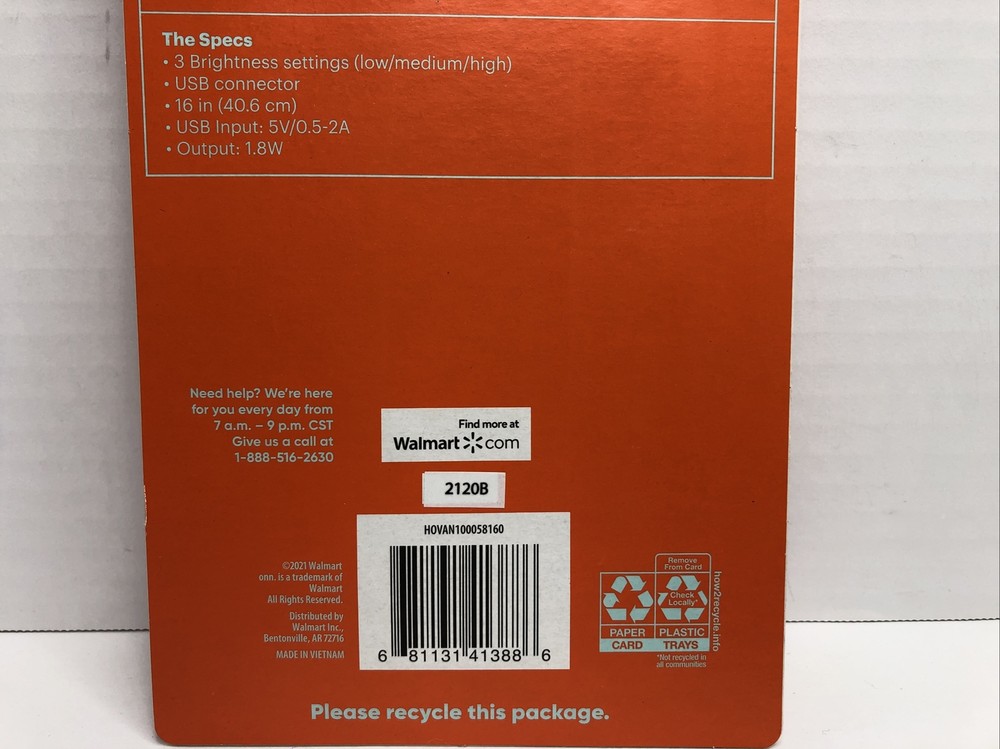 The Specs
• 3 Brightness settings (low/medium/high)
• USB connector
• 16 in (40.6 cm)
• USB Input: 5V/0.5-2A
• Output: 1.8W
Need help? We're here
for you every day from
7 a.m. – 9 p.m. CST
Give us a call at
1-888-516-2630
Find more at
Walmart com
2120B
HOVAN100058160
6 81131 41388 6
©2021 Walmart
onn. is a trademark of
Walmart
All Rights Reserved.
Distributed by
Walmart Inc.,
Bentonville, AR 72716
MADE IN VIETNAM
Remove
From Card
Check
Locally*
PAPER
PLASTIC
CARD
TRAYS
*Not recycled in
all communities
how2recycle.info
Please recycle this package.